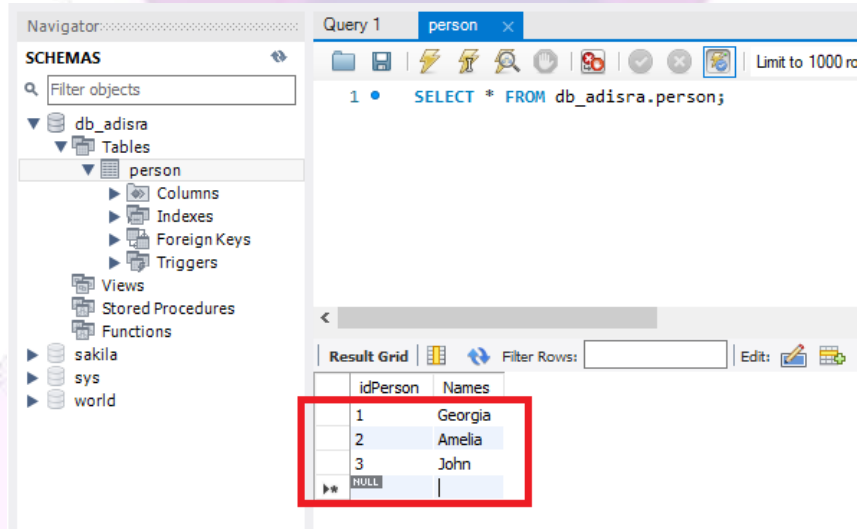 Navigator
SCHEMAS
Filter objects
db_adisra
Tables
person
Columns
Indexes
Foreign Keys
Triggers
Views
Stored Procedures
Functions
sakila
sys
world
Query 1 person ×
Limit to 1000 ro
1 SELECT * FROM db_adisra.person;
Result Grid Filter Rows: Edit:
idPerson Names
1 Georgia
2 Amelia
3 John
NULL